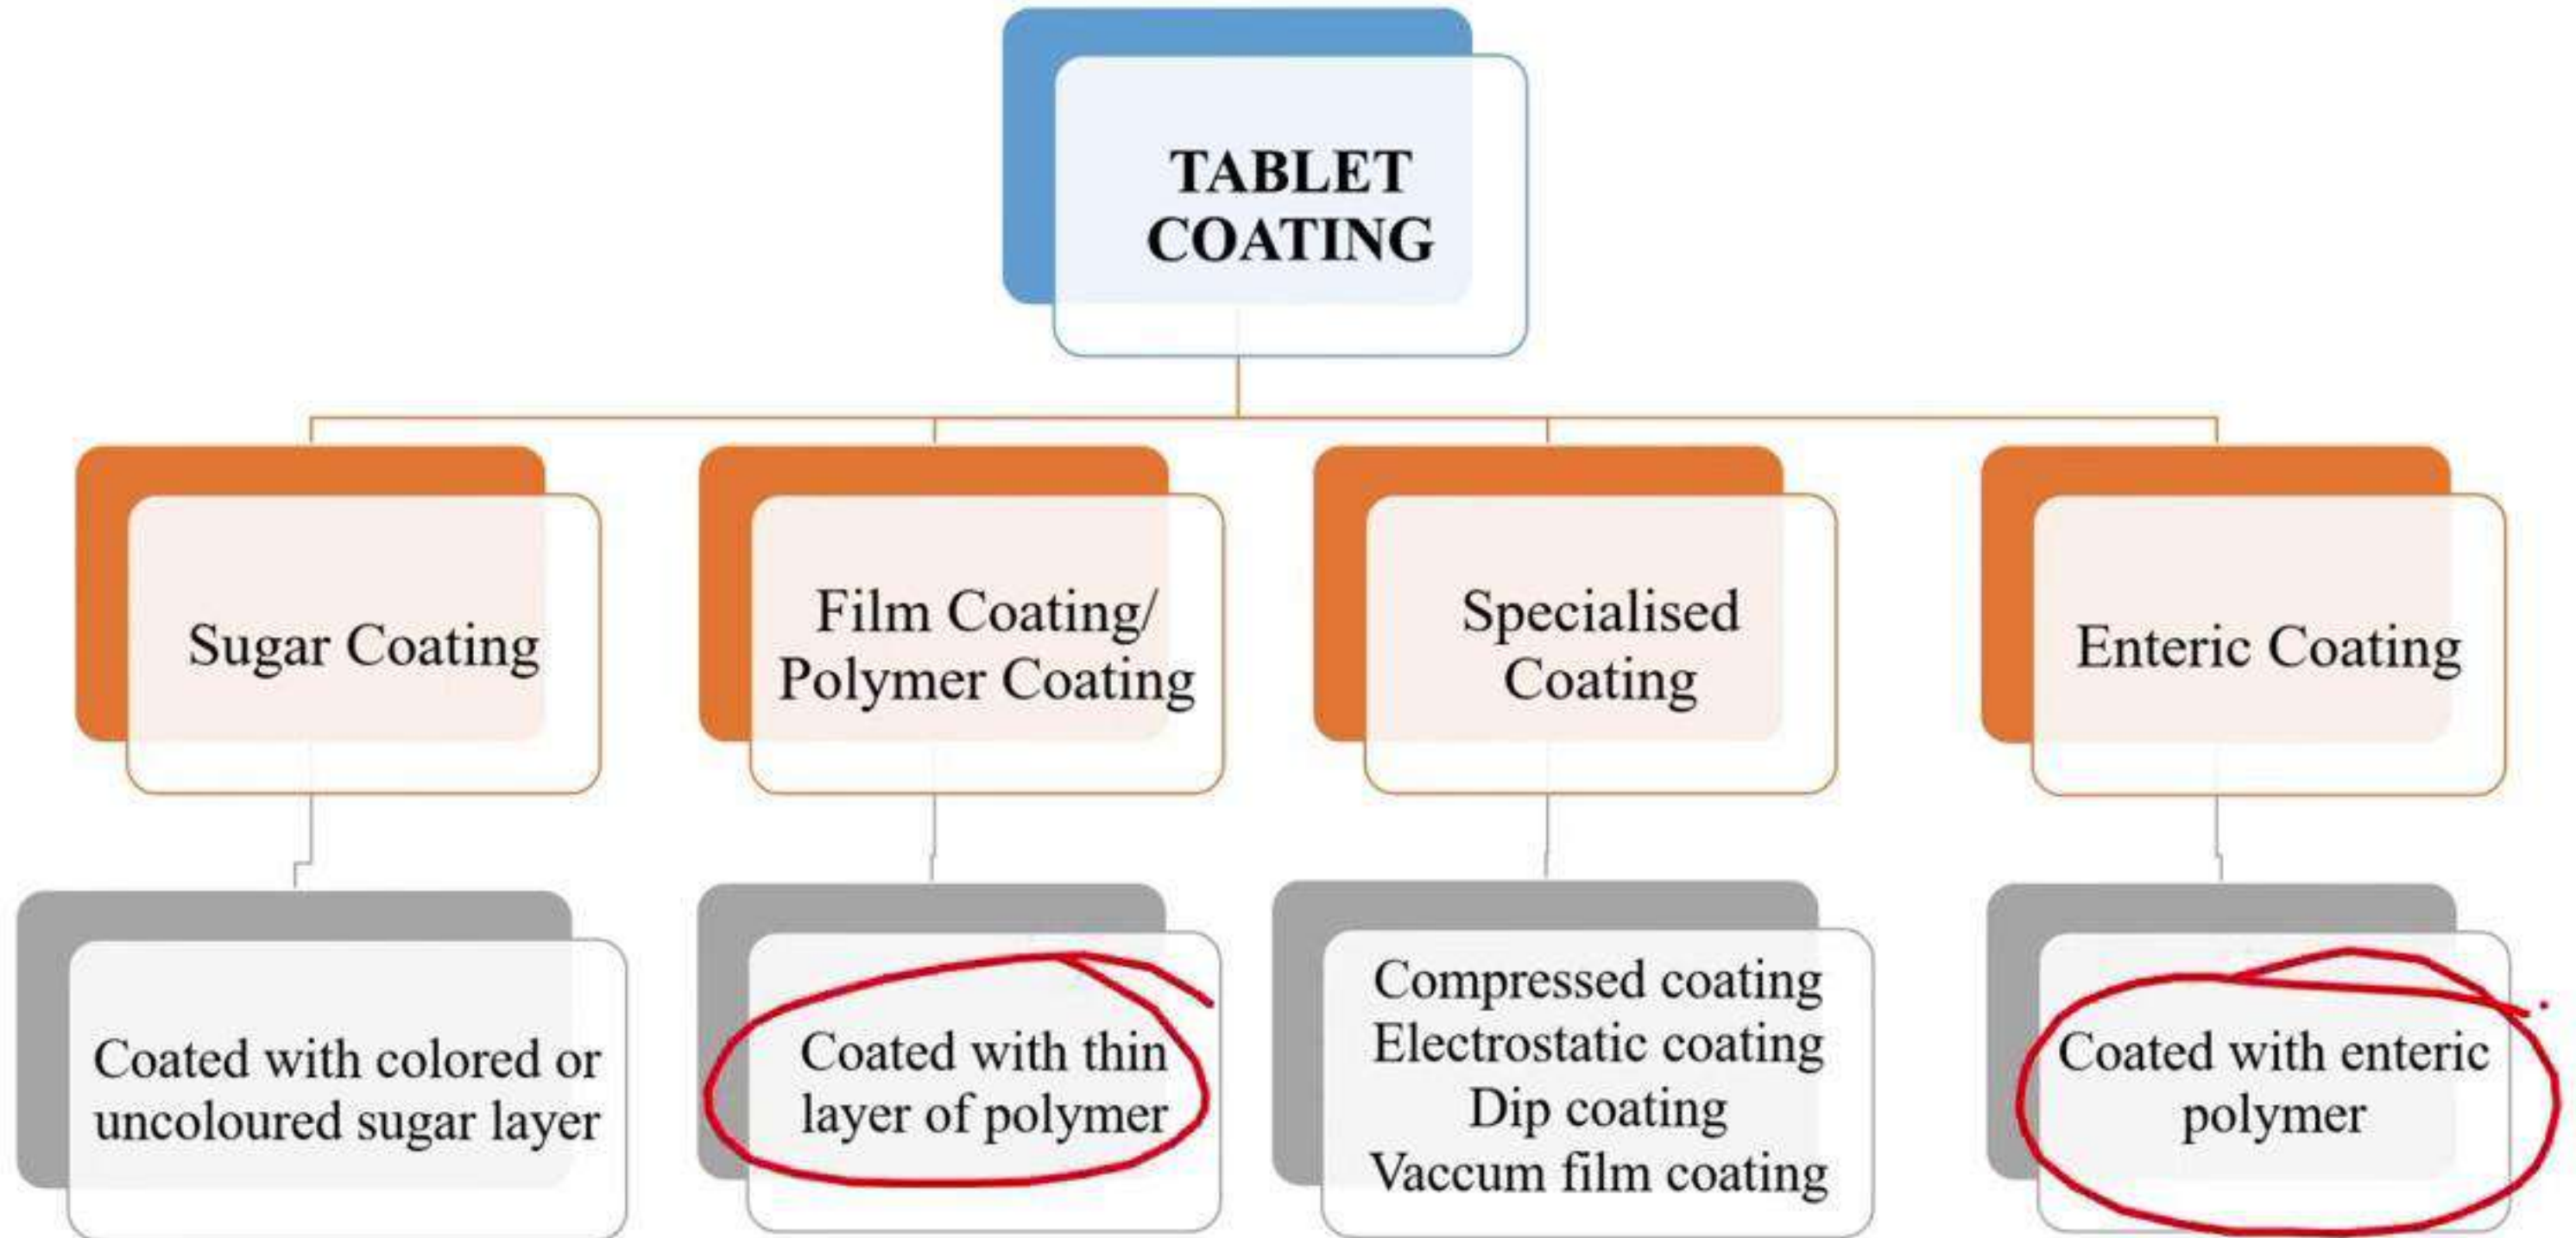 TABLET
COATING
Sugar Coating
Film Coating/
Polymer Coating
Specialised
Coating
Enteric Coating
Coated with colored or
uncoloured sugar layer
Coated with thin
layer of polymer
Compressed coating
Electrostatic coating
Dip coating
Vaccum film coating
Coated with enteric
polymer